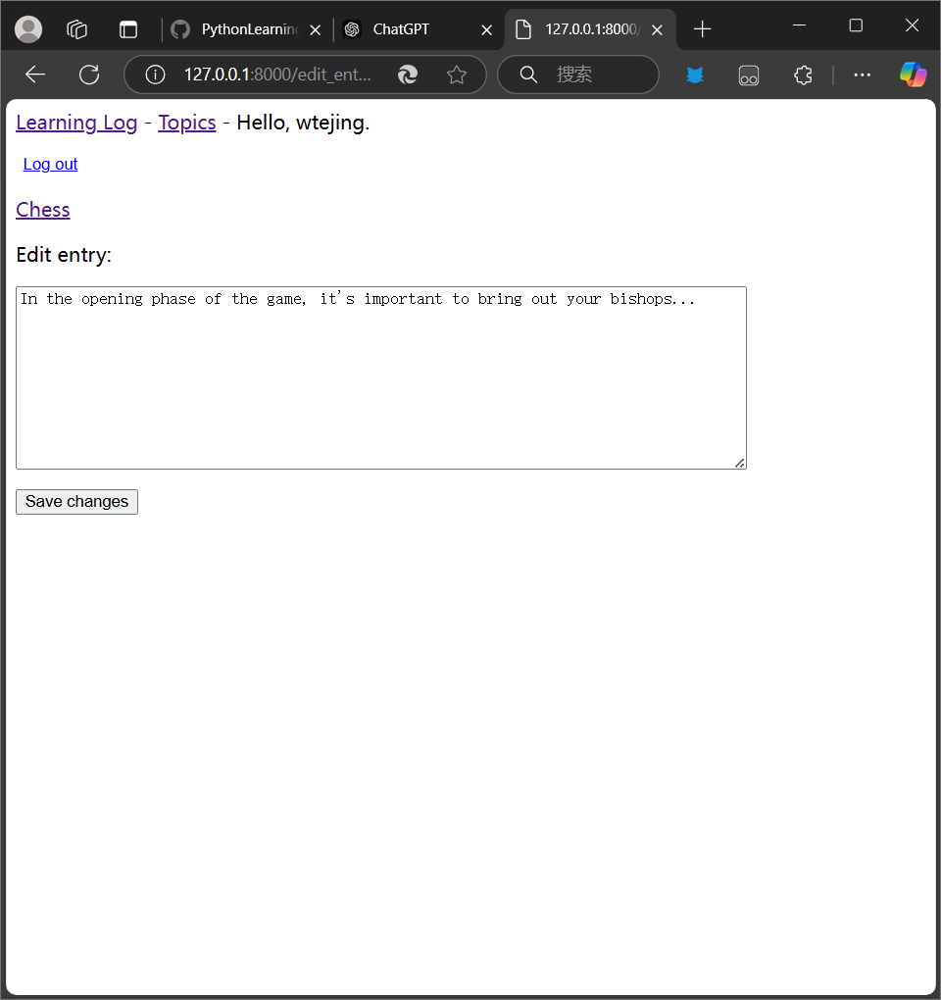 PythonLearning
ChatGPT
127.0.0.1:8000/
127.0.0.1:8000/edit_ent...
搜索
Learning Log - Topics - Hello, wtejing.
Log out
Chess
Edit entry:
In the opening phase of the game, it's important to bring out your bishops...
Save changes